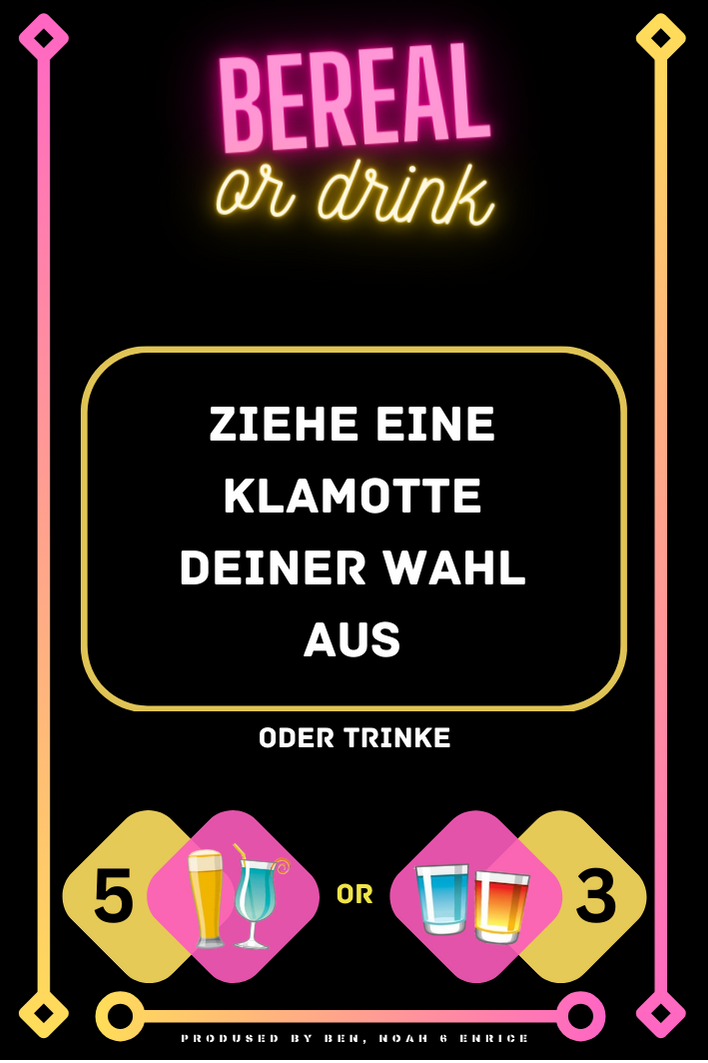 BEREAL
or drink
ZIEHE EINE
KLAMOTTE
DEINER WAHL
AUS
ODER TRINKE
5 OR 3
PRODUSED BY BEN, NOAH & ENRICE